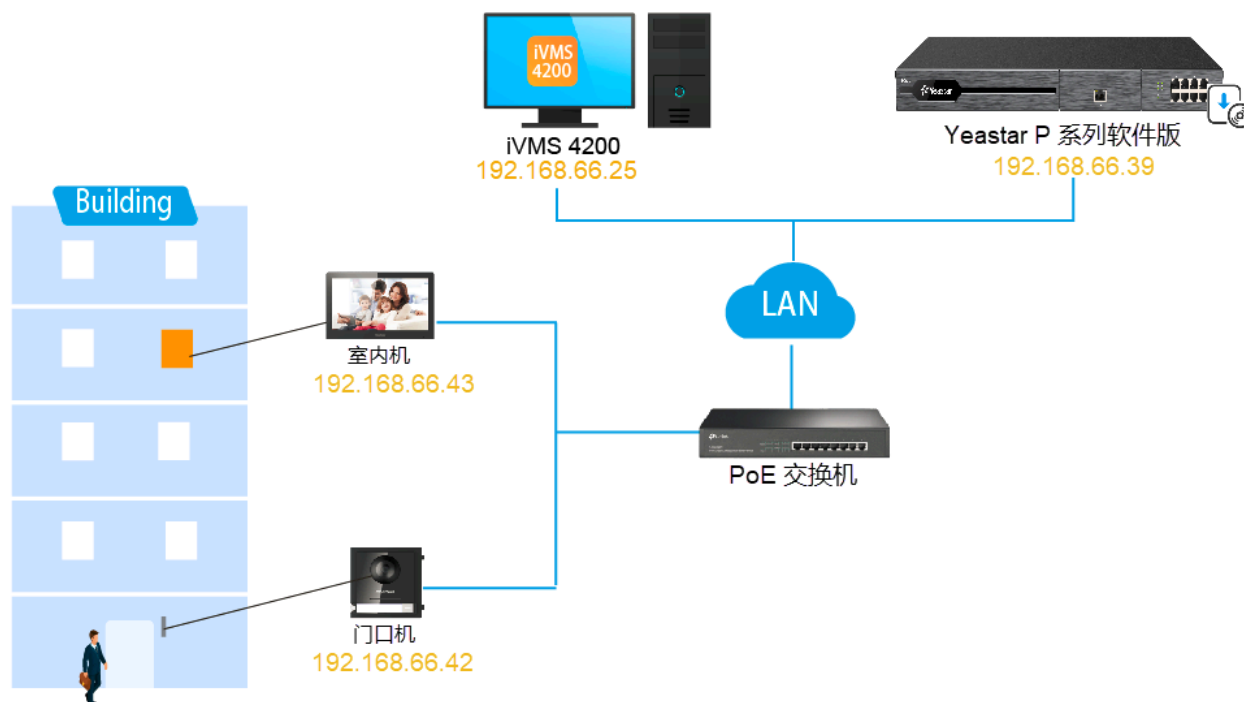 iVMS
4200
iVMS 4200
192.168.66.25
Yeastar
Yeastar P 系列软件版
192.168.66.39
Building
LAN
室内机
192.168.66.43
PoE 交换机
门口机
192.168.66.42